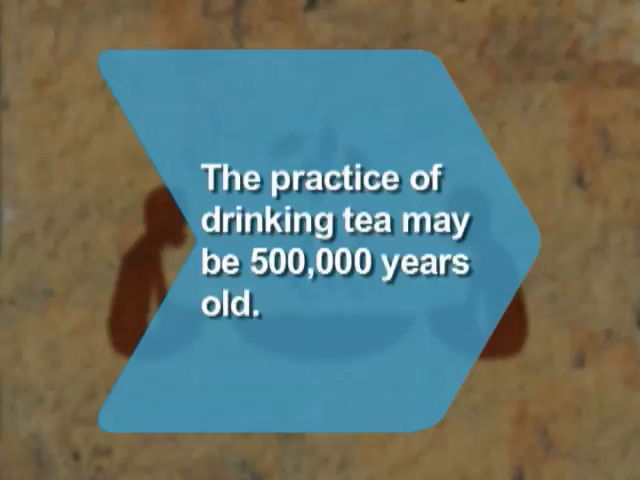 The practice of
drinking tea may
be 500,000 years
old.